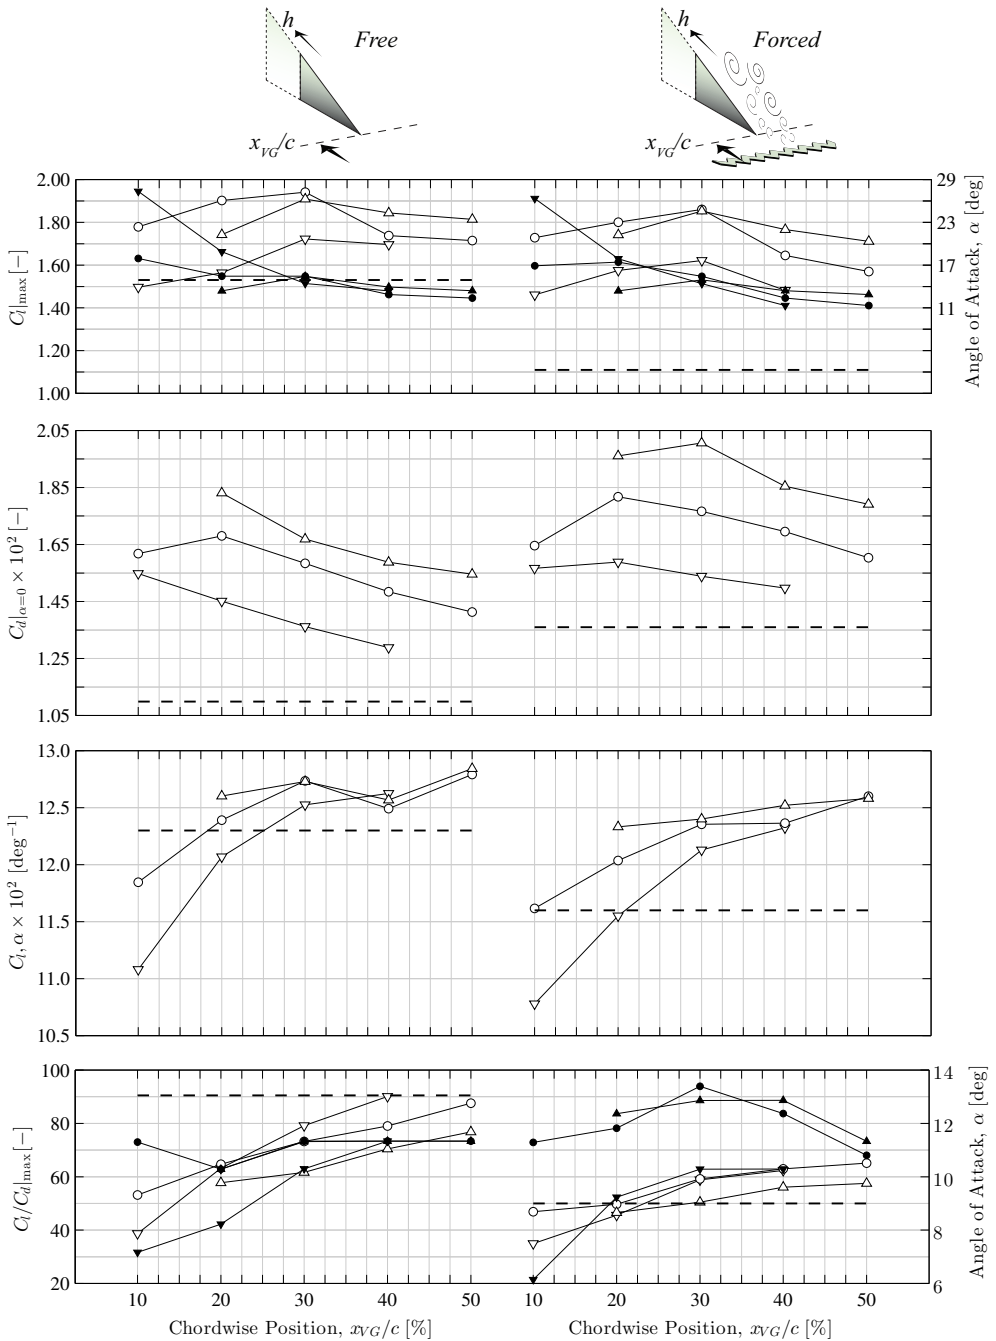 h
Free
x_VG/c
h
Forced
x_VG/c
2.00
1.80
1.60
1.40
1.20
1.00
C_l|max [−]
29
23
17
11
Angle of Attack, α [deg]
2.05
1.85
1.65
1.45
1.25
1.05
C_d|α=0 × 10² [−]
13.0
12.5
12.0
11.5
11.0
10.5
C_l,α × 10² [deg⁻¹]
100
80
60
40
20
C_l/C_d|max [−]
14
13
12
11
10
9
8
6
Angle of Attack, α [deg]
10 20 30 40 50
10 20 30 40 50
Chordwise Position, x_VG/c [%]
Chordwise Position, x_VG/c [%]